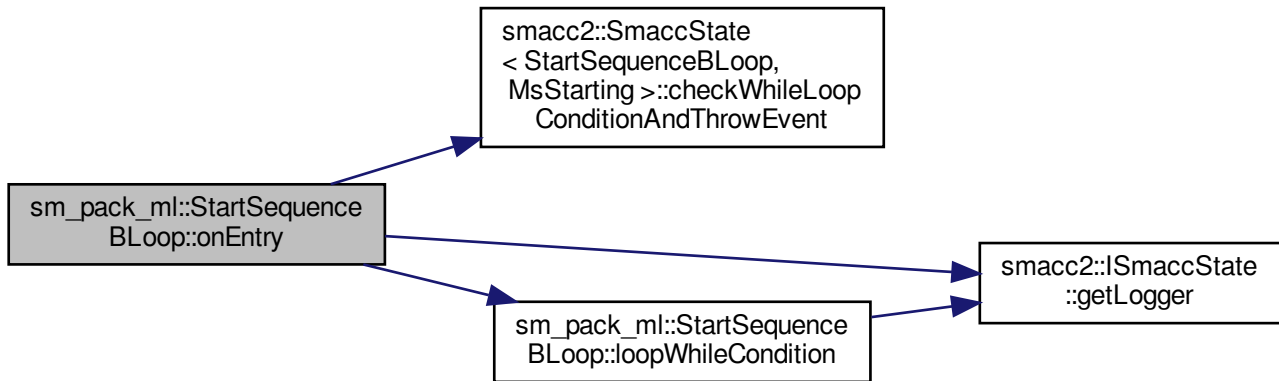 smacc2::SmaccState
< StartSequenceBLoop,
MsStarting >::checkWhileLoop
ConditionAndThrowEvent
sm_pack_ml::StartSequence
BLoop::onEntry
smacc2::ISmaccState
::getLogger
sm_pack_ml::StartSequence
BLoop::loopWhileCondition